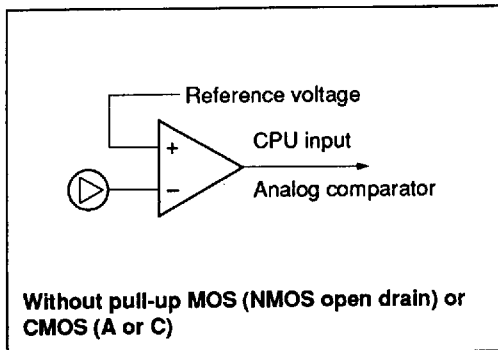 Reference voltage
+
CPU input
−
Analog comparator
Without pull-up MOS (NMOS open drain) or
CMOS (A or C)